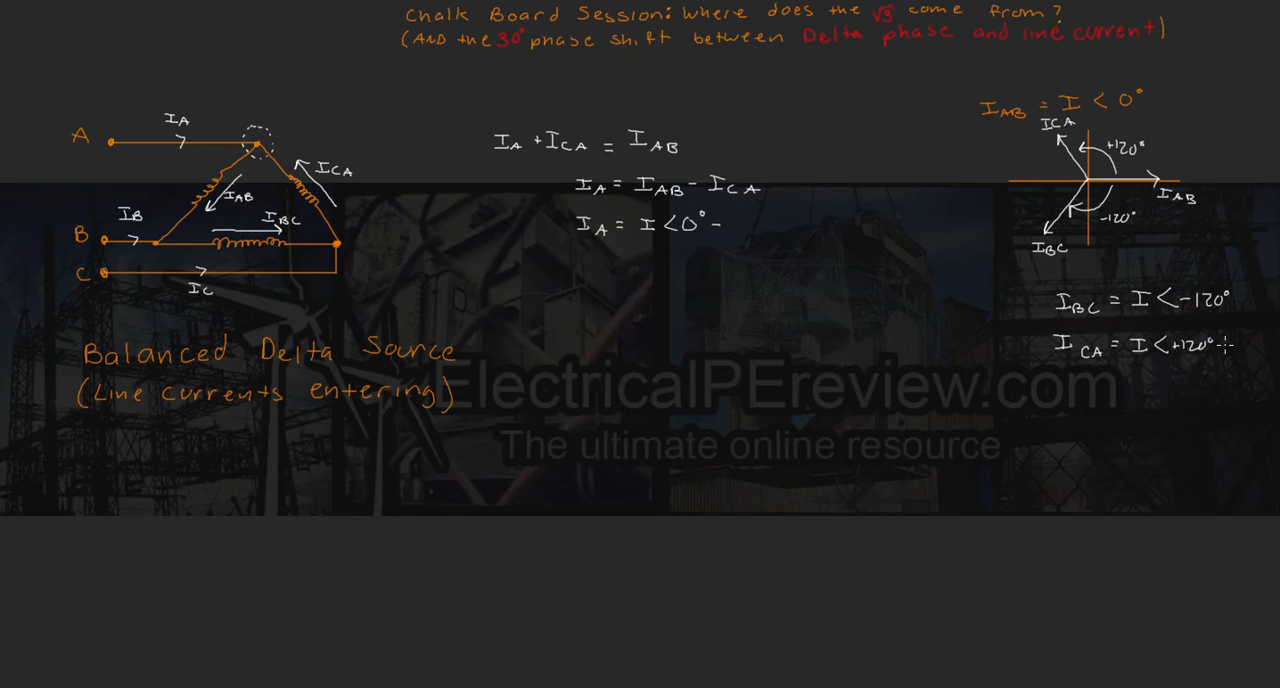 Chalk Board Session: Where does the √3 come from?
(AND the 30° phase shift between Delta phase and line current)
IA
A
ICA
IAB
IB
IBC
B
C
IC
Balanced Delta Source
(Line currents entering)
IA + ICA = IAB
IA = IAB - ICA
IA = I < 0° -
IAB = I < 0°
ICA
+120°
IAB
-120°
IBC
IBC = I < -120°
ICA = I < +120°
ElectricalPEreview.com
The ultimate online resource